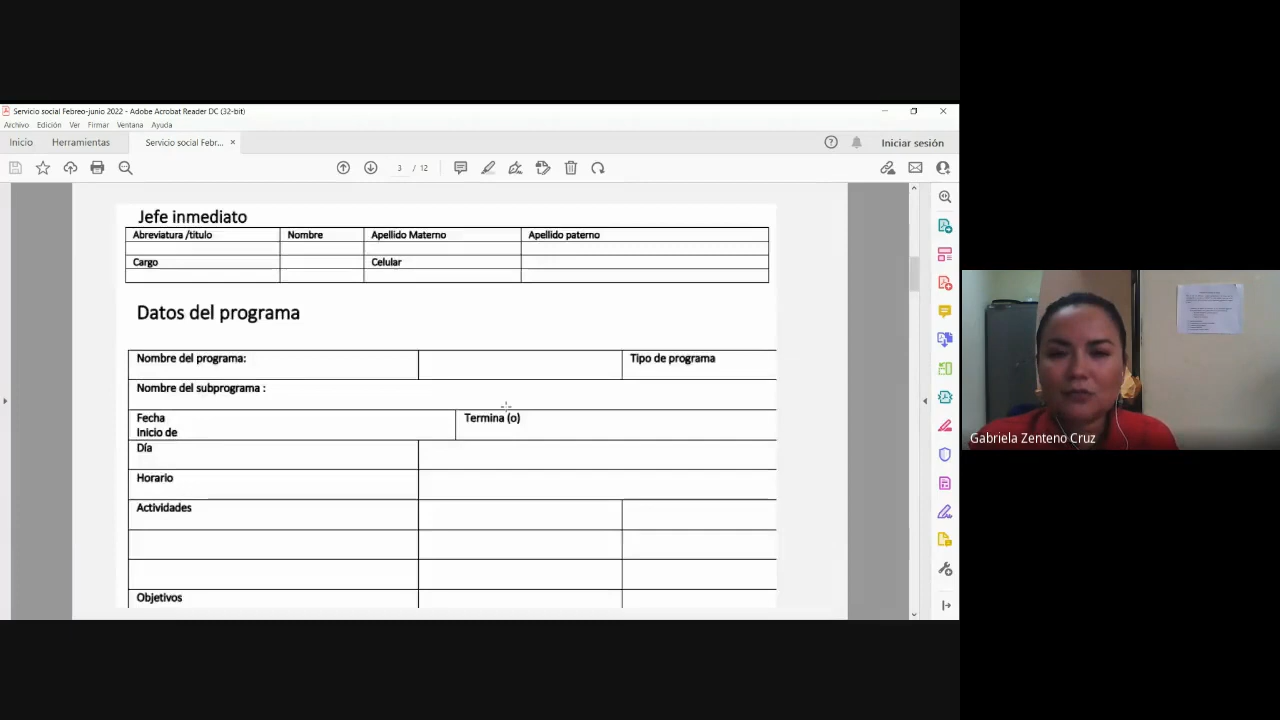 Servicio social Febreo-junio 2022 - Adobe Acrobat Reader DC (32-bit)
Archivo Edición Ver Firmar Ventana Ayuda
Inicio Herramientas Servicio social Febr... × Iniciar sesión
3 / 12
Jefe inmediato
Abreviatura /titulo Nombre Apellido Materno Apellido paterno
Cargo Celular
Datos del programa
Nombre del programa: Tipo de programa
Nombre del subprograma :
Fecha Termina (o)
Inicio de
Día
Horario
Actividades
Objetivos
Gabriela Zenteno Cruz